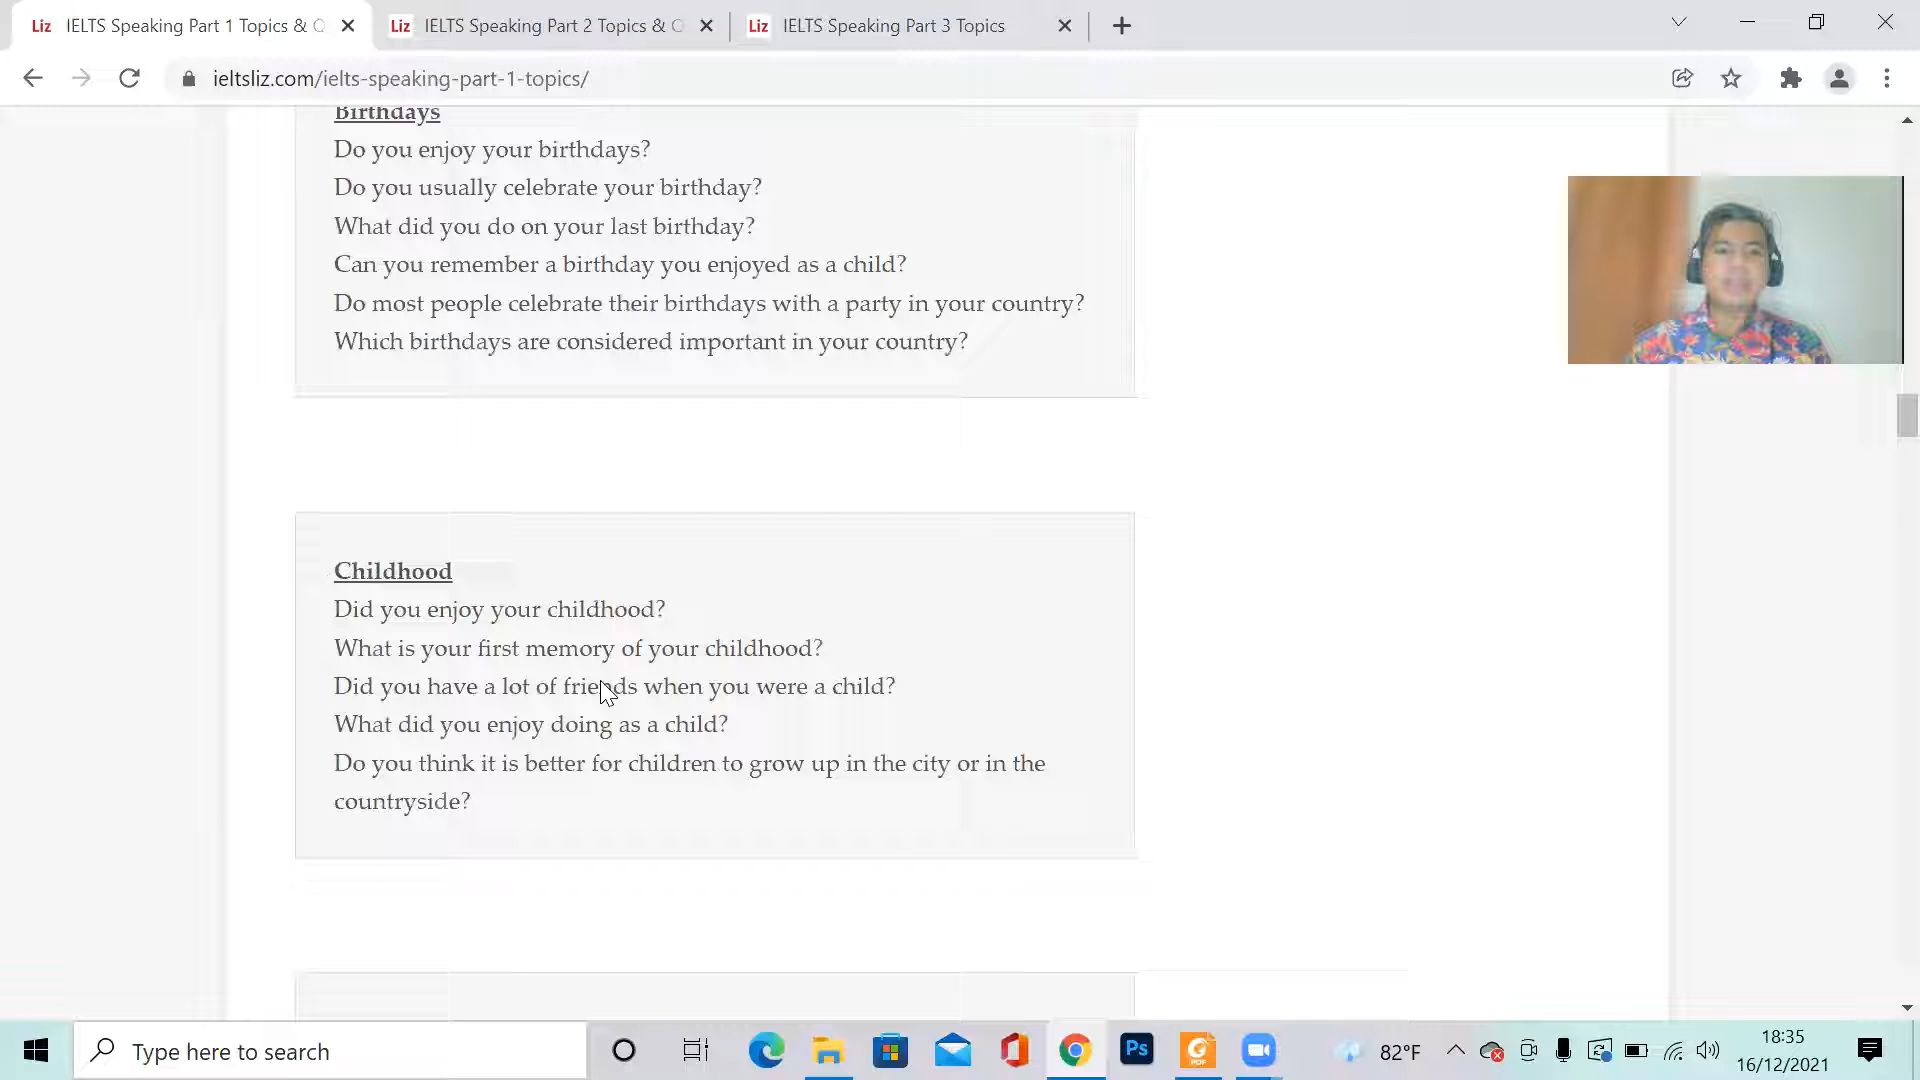 Liz IELTS Speaking Part 1 Topics & Q
Liz IELTS Speaking Part 2 Topics & Q
Liz IELTS Speaking Part 3 Topics
ieltsliz.com/ielts-speaking-part-1-topics/
Birthdays
Do you enjoy your birthdays?
Do you usually celebrate your birthday?
What did you do on your last birthday?
Can you remember a birthday you enjoyed as a child?
Do most people celebrate their birthdays with a party in your country?
Which birthdays are considered important in your country?
Childhood
Did you enjoy your childhood?
What is your first memory of your childhood?
Did you have a lot of friends when you were a child?
What did you enjoy doing as a child?
Do you think it is better for children to grow up in the city or in the
countryside?
Type here to search
Ps
PDF
82°F
18:35
16/12/2021